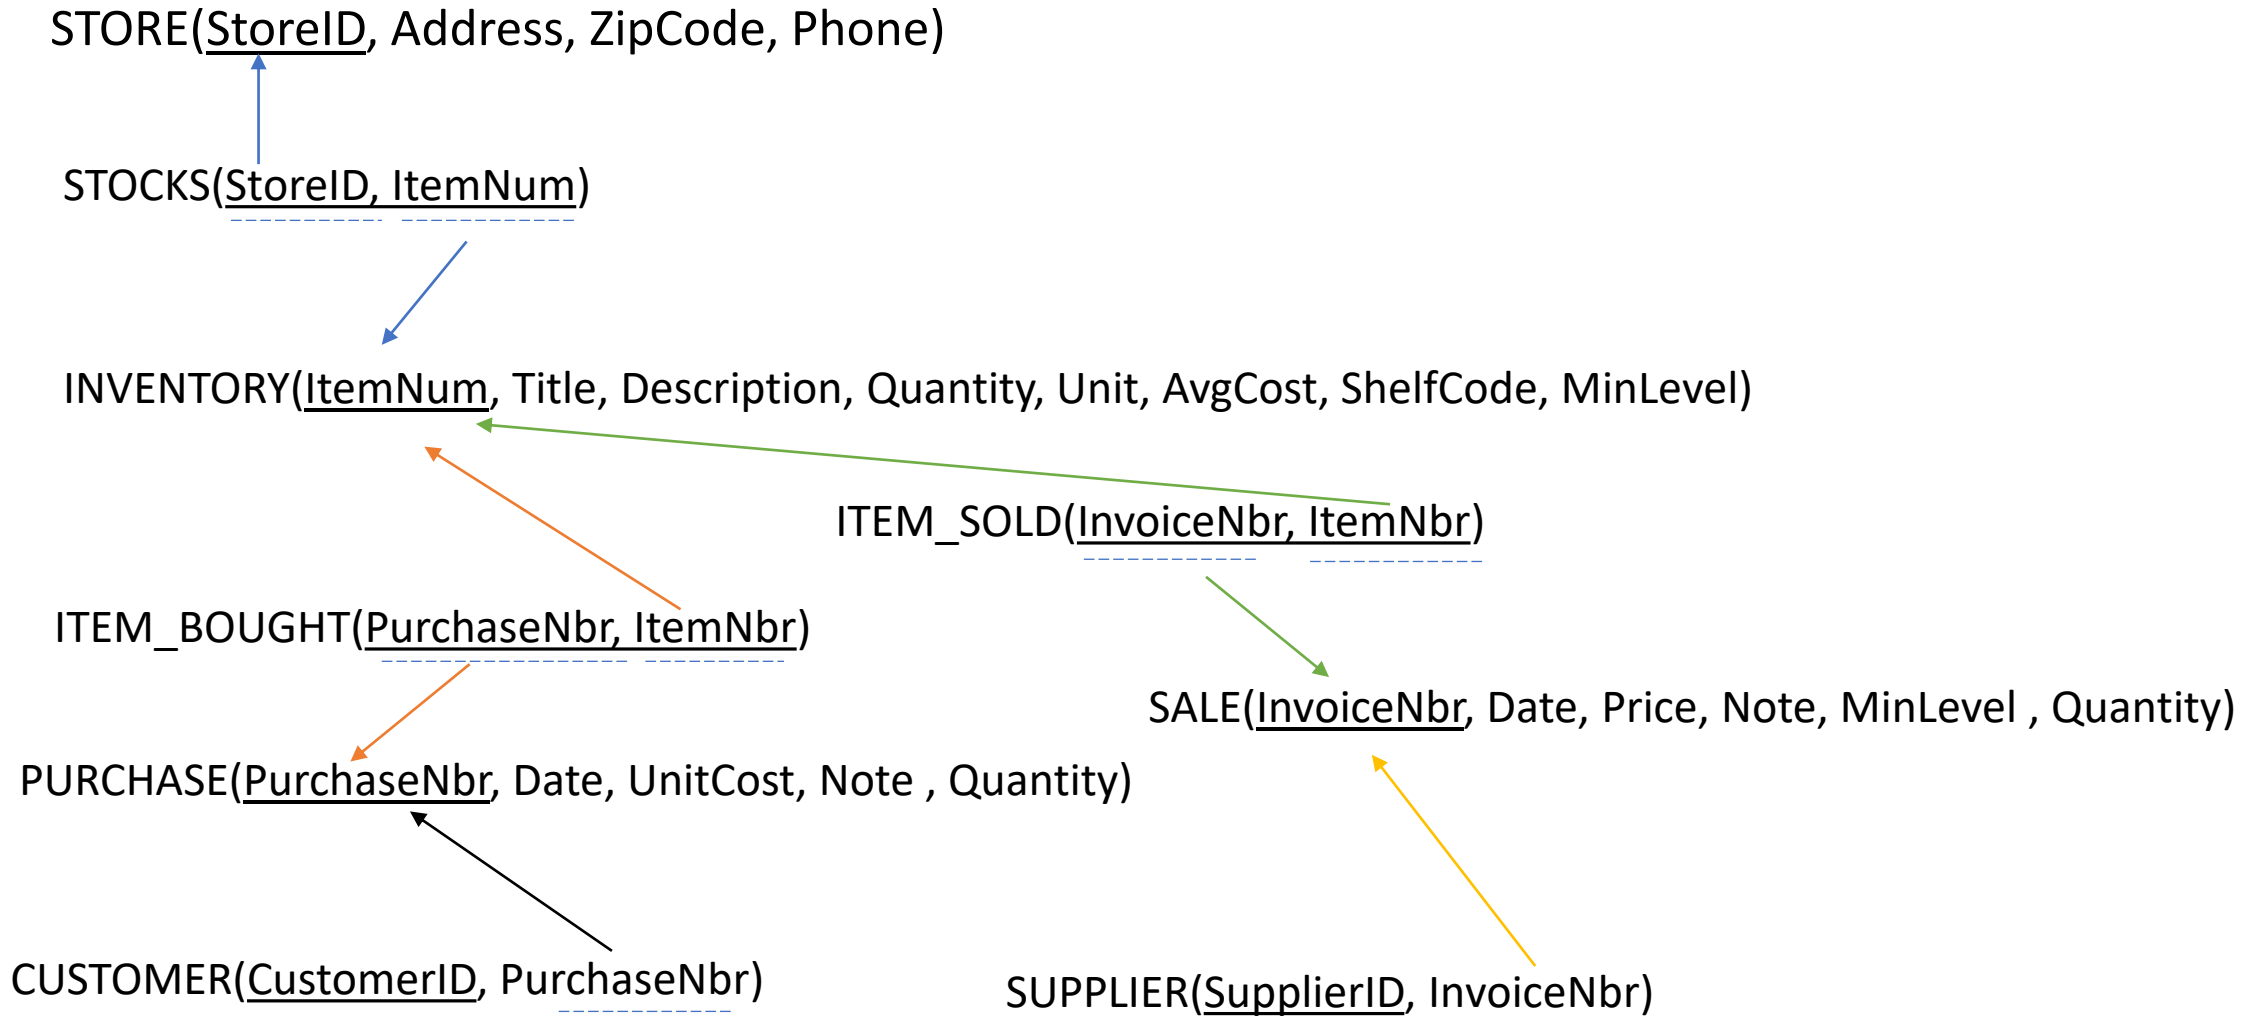 STORE(StoreID, Address, ZipCode, Phone)
STOCKS(StoreID, ItemNum)
INVENTORY(ItemNum, Title, Description, Quantity, Unit, AvgCost, ShelfCode, MinLevel)
ITEM_SOLD(InvoiceNbr, ItemNbr)
ITEM_BOUGHT(PurchaseNbr, ItemNbr)
SALE(InvoiceNbr, Date, Price, Note, MinLevel , Quantity)
PURCHASE(PurchaseNbr, Date, UnitCost, Note , Quantity)
CUSTOMER(CustomerID, PurchaseNbr)
SUPPLIER(SupplierID, InvoiceNbr)